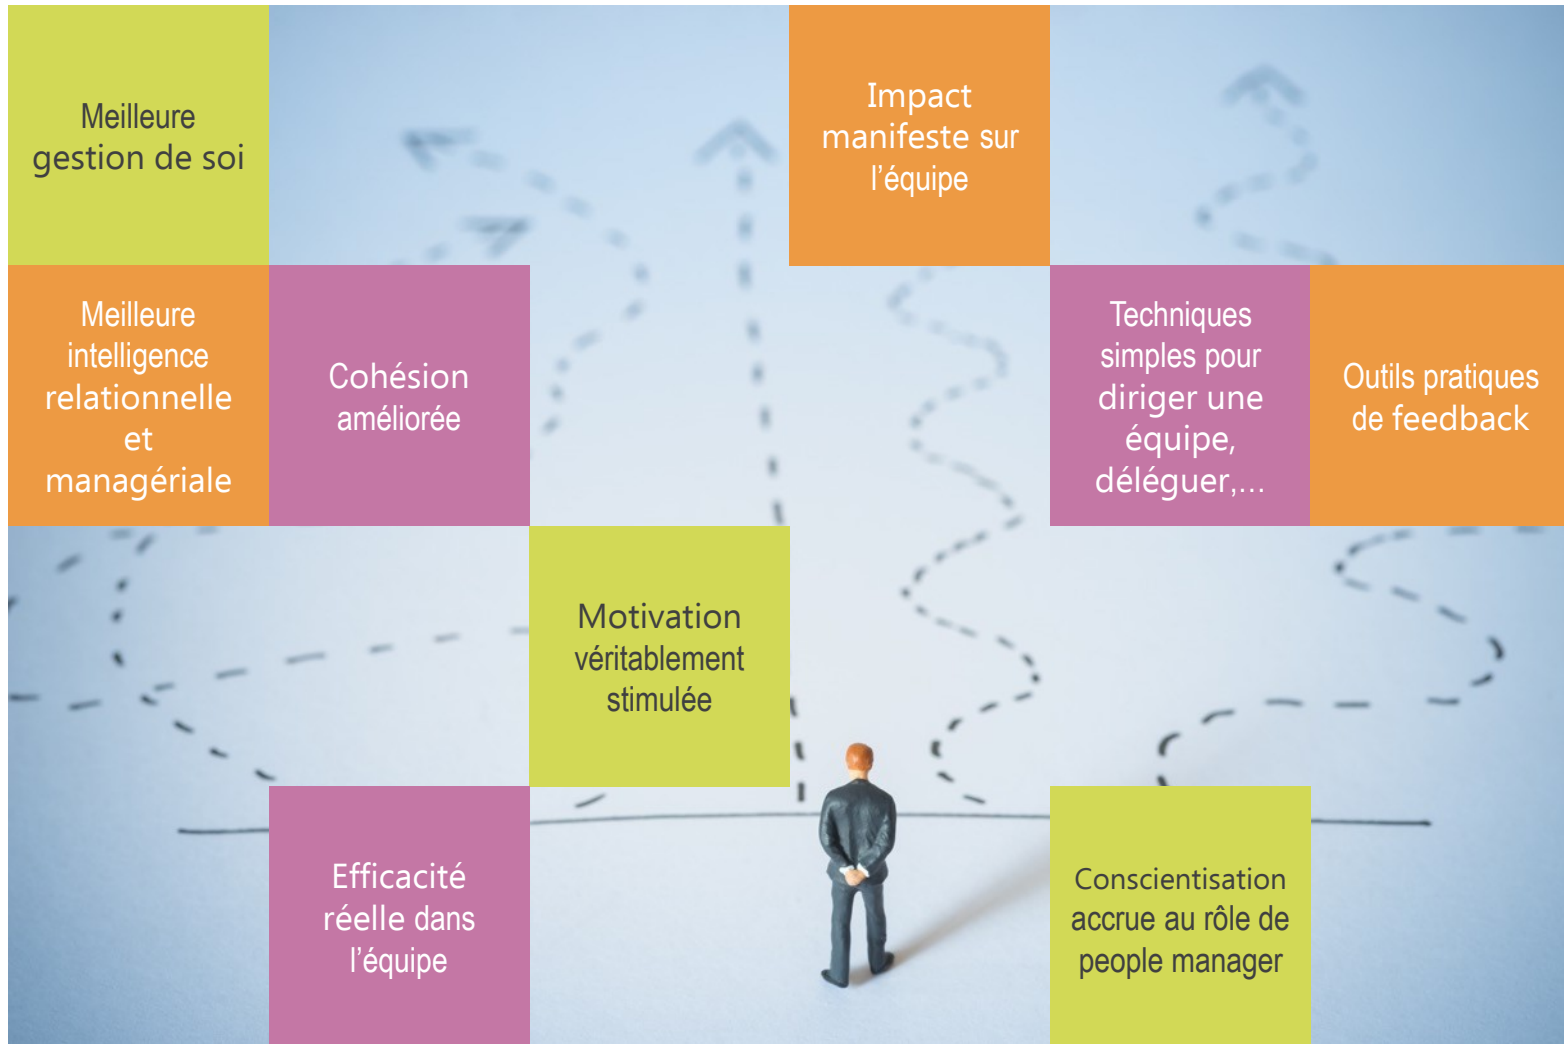 Meilleure
gestion de soi
Impact
manifeste sur
l’équipe
Meilleure
intelligence
relationnelle
et
managériale
Cohésion
améliorée
Techniques
simples pour
diriger une
équipe,
déléguer,...
Outils pratiques
de feedback
Motivation
véritablement
stimulée
Efficacité
réelle dans
l’équipe
Conscientisation
accrue au rôle de
people manager